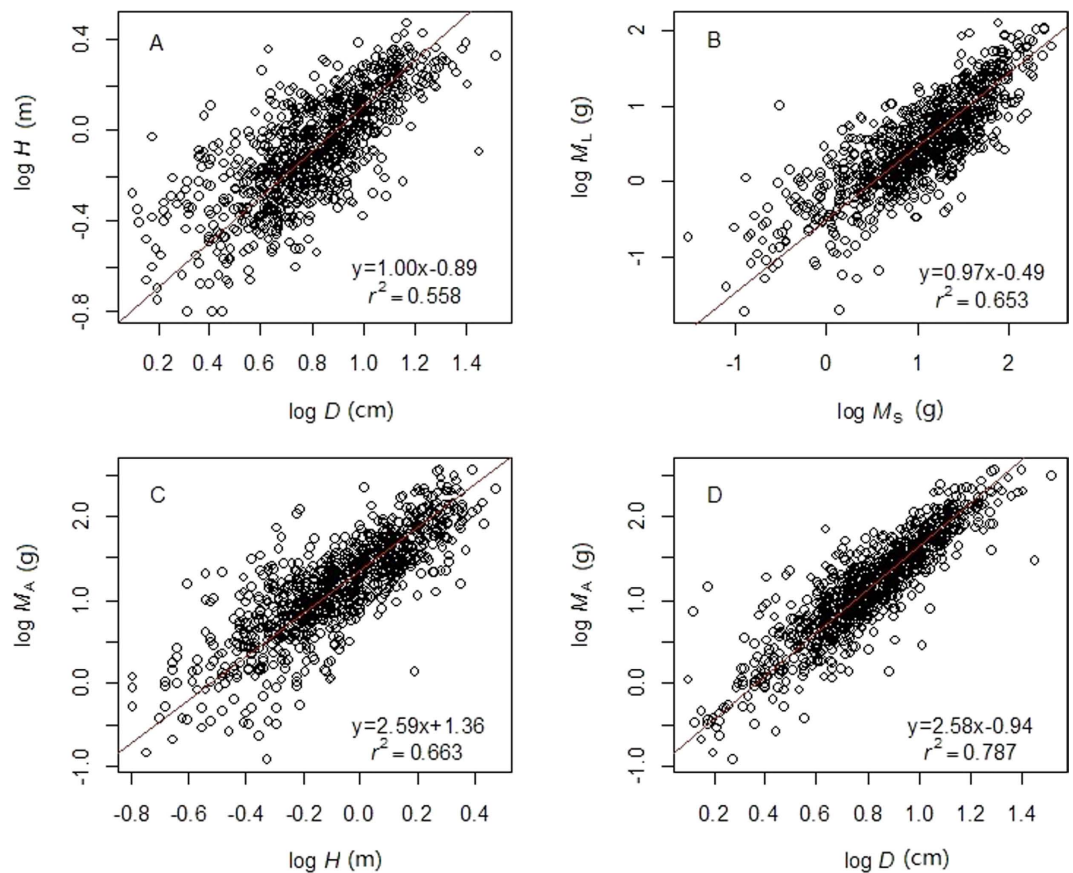 A
log H (m)
0.4
0.0
-0.4
-0.8
y=1.00x-0.89
r² = 0.558
0.2 0.4 0.6 0.8 1.0 1.2 1.4
log D (cm)
B
log M_L (g)
2
1
0
-1
y=0.97x-0.49
r² = 0.653
-1 0 1 2
log M_S (g)
C
log M_A (g)
2.0
1.0
0.0
-1.0
y=2.59x+1.36
r² = 0.663
-0.8 -0.6 -0.4 -0.2 0.0 0.2 0.4
log H (m)
D
log M_A (g)
2.0
1.0
0.0
-1.0
y=2.58x-0.94
r² = 0.787
0.2 0.4 0.6 0.8 1.0 1.2 1.4
log D (cm)